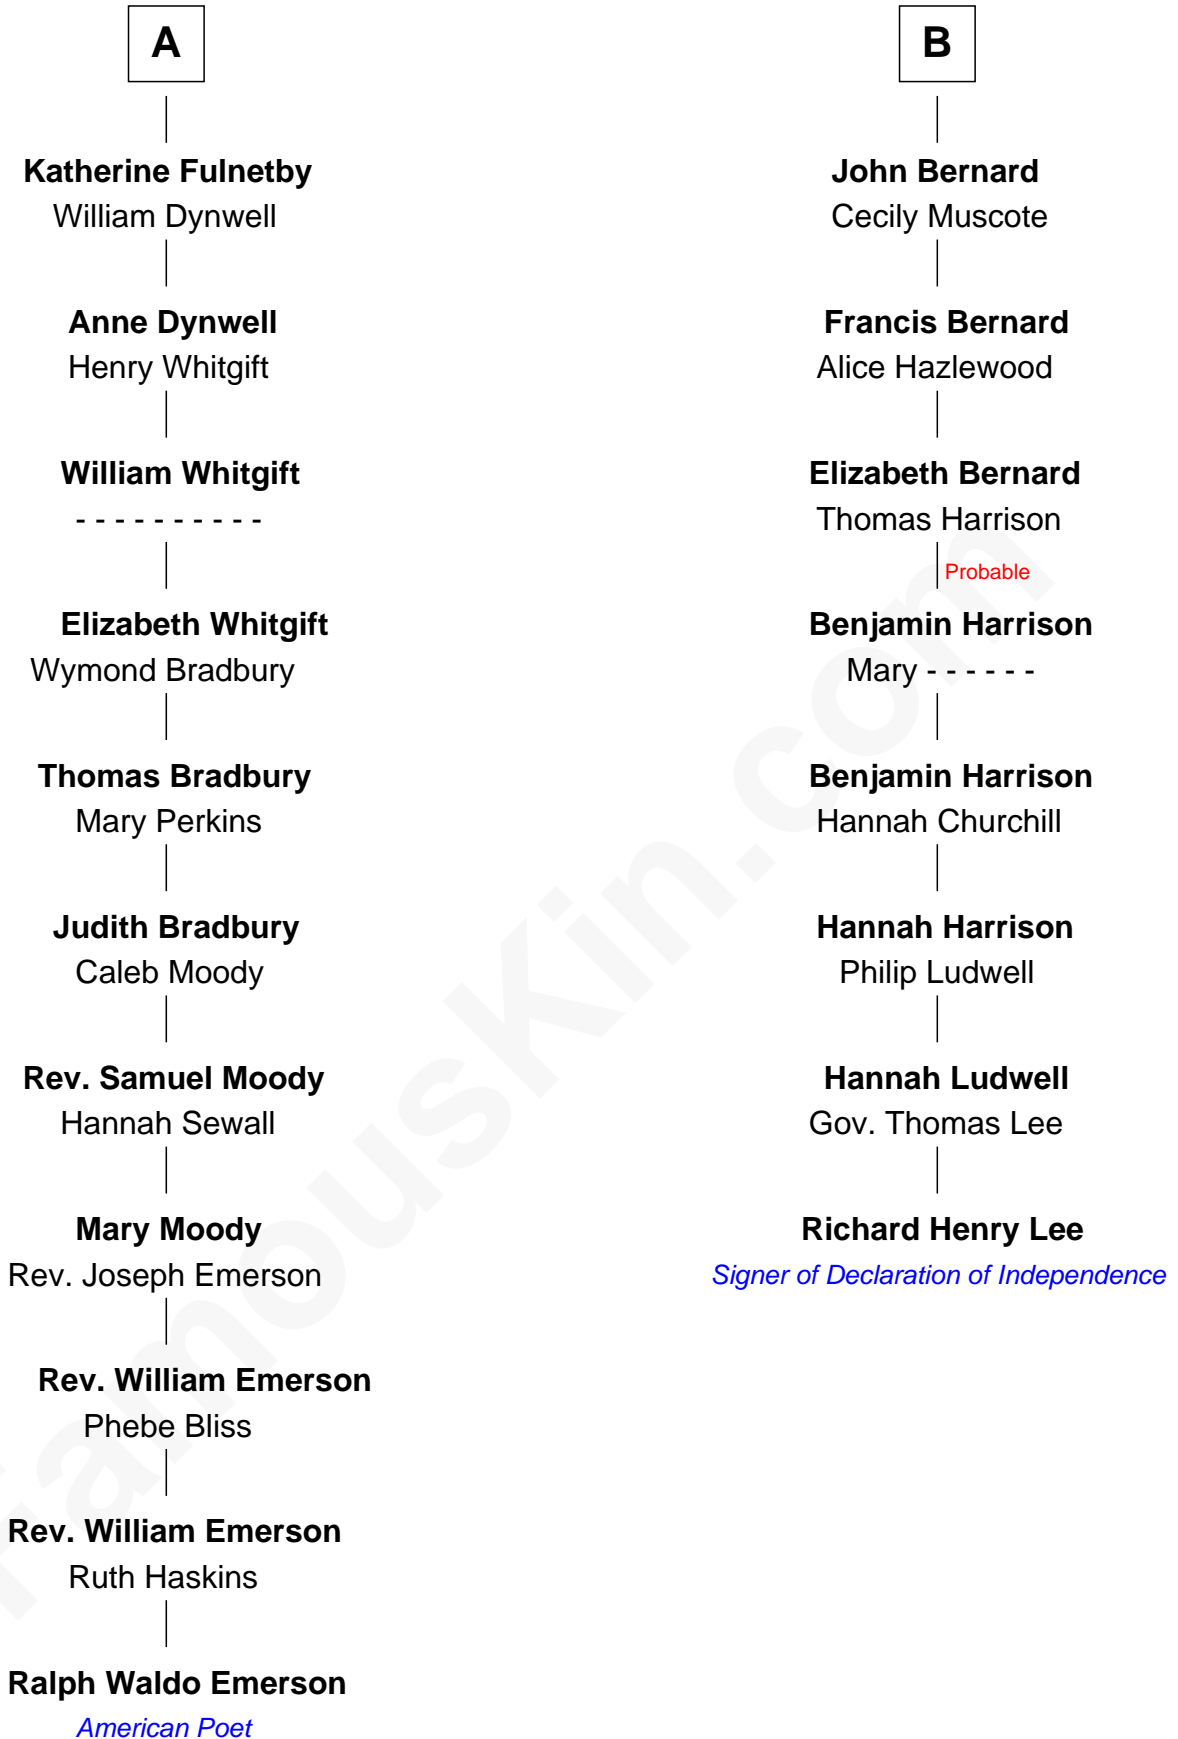 A
Katherine Fulnetby
William Dynwell
Anne Dynwell
Henry Whitgift
William Whitgift
- - - - - - - - - -
Elizabeth Whitgift
Wymond Bradbury
Thomas Bradbury
Mary Perkins
Judith Bradbury
Caleb Moody
Rev. Samuel Moody
Hannah Sewall
Mary Moody
Rev. Joseph Emerson
Rev. William Emerson
Phebe Bliss
Rev. William Emerson
Ruth Haskins
Ralph Waldo Emerson
American Poet
B
John Bernard
Cecily Muscote
Francis Bernard
Alice Hazlewood
Elizabeth Bernard
Thomas Harrison
Probable
Benjamin Harrison
Mary - - - - - -
Benjamin Harrison
Hannah Churchill
Hannah Harrison
Philip Ludwell
Hannah Ludwell
Gov. Thomas Lee
Richard Henry Lee
Signer of Declaration of Independence
FamousKin.com